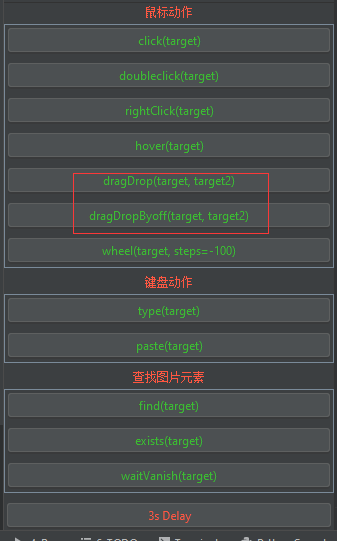 鼠标动作
click(target)
doubleclick(target)
rightClick(target)
hover(target)
dragDrop(target, target2)
dragDropByoff(target, target2)
wheel(target, steps=-100)
键盘动作
type(target)
paste(target)
查找图片元素
find(target)
exists(target)
waitVanish(target)
3s Delay